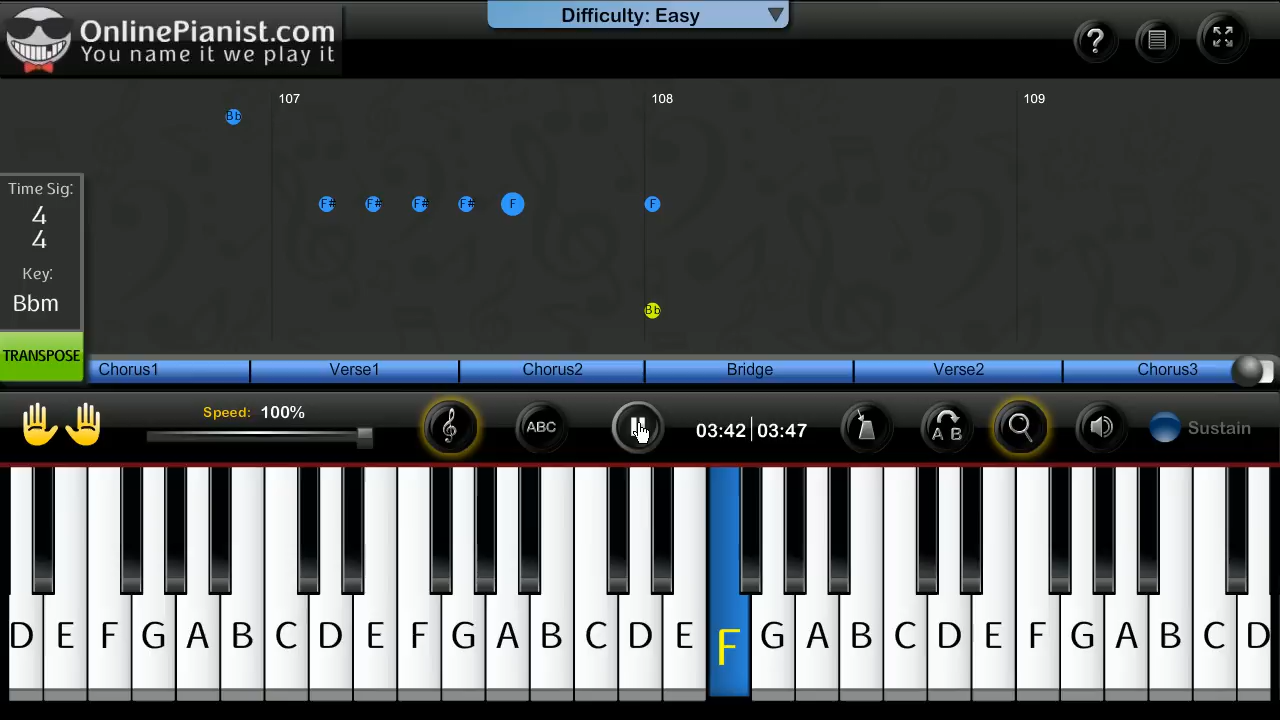 Difficulty: Easy
OnlinePianist.com
You name it we play it
?
107
108
109
Bb
F#
F#
F#
F#
F
F
Bb
Time Sig:
4
4
Key:
Bbm
TRANSPOSE
Chorus1
Verse1
Chorus2
Bridge
Verse2
Chorus3
Speed: 100%
ABC
03:42 03:47
A B
Sustain
D E F G A B C D E F G A B C D E F G A B C D E F G A B C D